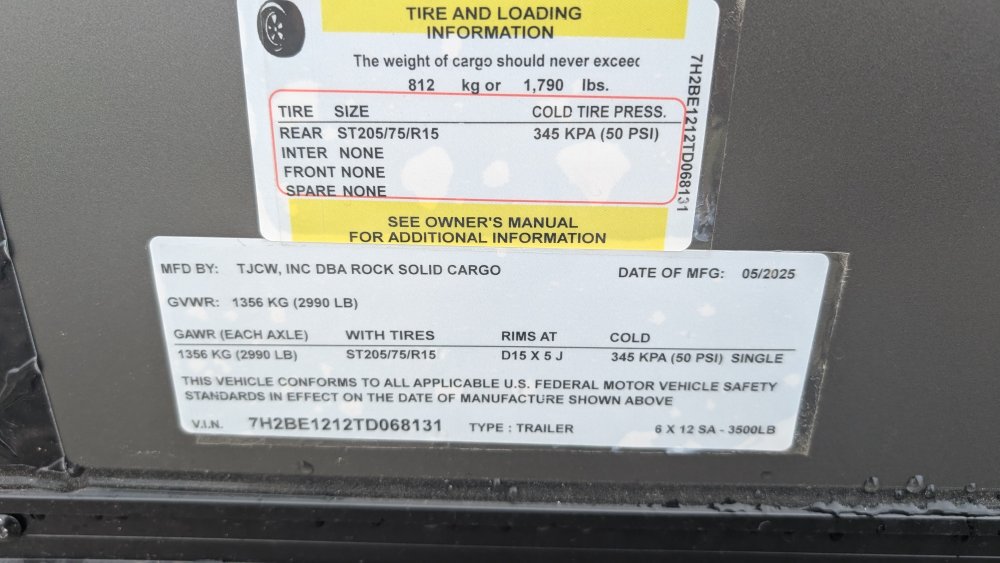 TIRE AND LOADING
INFORMATION
The weight of cargo should never exceed
812 kg or 1,790 lbs.
TIRE SIZE COLD TIRE PRESS.
REAR ST205/75/R15 345 KPA (50 PSI)
INTER NONE
FRONT NONE
SPARE NONE
SEE OWNER'S MANUAL
FOR ADDITIONAL INFORMATION
7H2BE1212TD068131
MFD BY: TJCW, INC DBA ROCK SOLID CARGO DATE OF MFG: 05/2025
GVWR: 1356 KG (2990 LB)
GAWR (EACH AXLE) WITH TIRES RIMS AT COLD
1356 KG (2990 LB) ST205/75/R15 D15 X 5 J 345 KPA (50 PSI) SINGLE
THIS VEHICLE CONFORMS TO ALL APPLICABLE U.S. FEDERAL MOTOR VEHICLE SAFETY
STANDARDS IN EFFECT ON THE DATE OF MANUFACTURE SHOWN ABOVE
V.I.N. 7H2BE1212TD068131 TYPE : TRAILER 6 X 12 SA - 3500LB